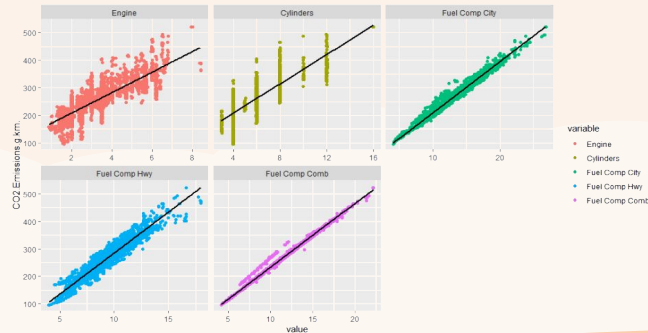 Engine
Cylinders
Fuel Comp City
500
400
300
200
100
2
4
6
8
4
8
12
16
10
20
CO2 Emissions g km.
Fuel Comp Hwy
Fuel Comp Comb
500
400
300
200
100
5
10
15
5
10
15
20
value
variable
Engine
Cylinders
Fuel Comp City
Fuel Comp Hwy
Fuel Comp Comb